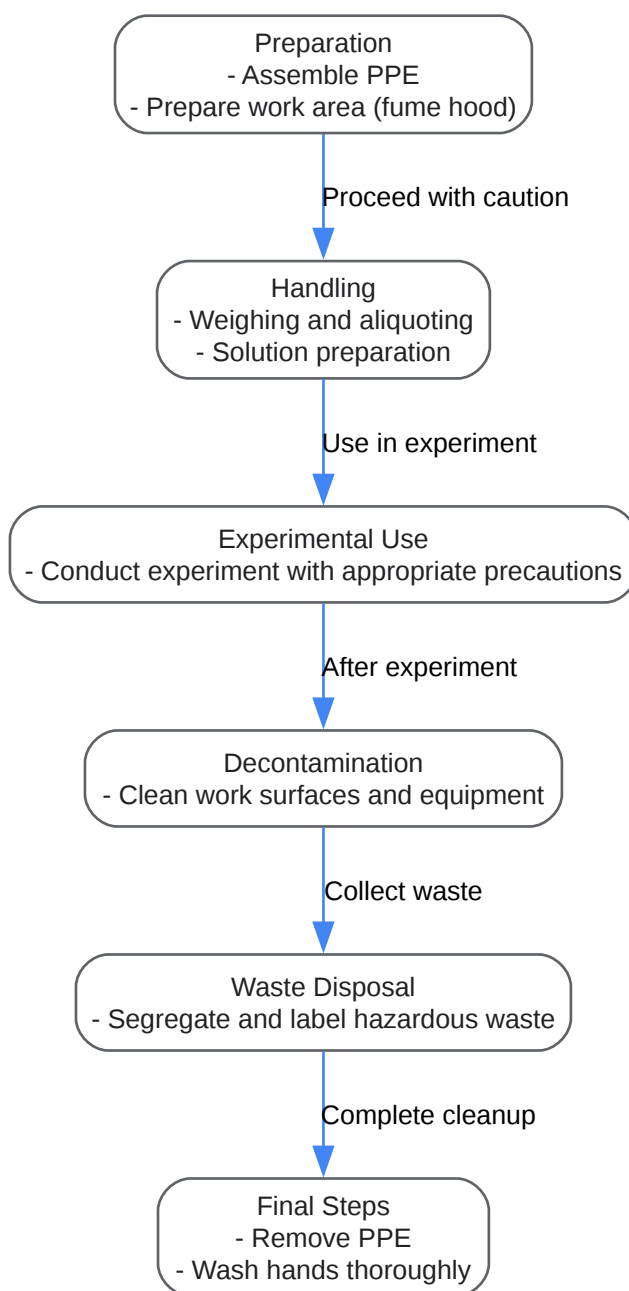 Preparation
- Assemble PPE
- Prepare work area (fume hood)
Proceed with caution
Handling
- Weighing and aliquoting
- Solution preparation
Use in experiment
Experimental Use
- Conduct experiment with appropriate precautions
After experiment
Decontamination
- Clean work surfaces and equipment
Collect waste
Waste Disposal
- Segregate and label hazardous waste
Complete cleanup
Final Steps
- Remove PPE
- Wash hands thoroughly